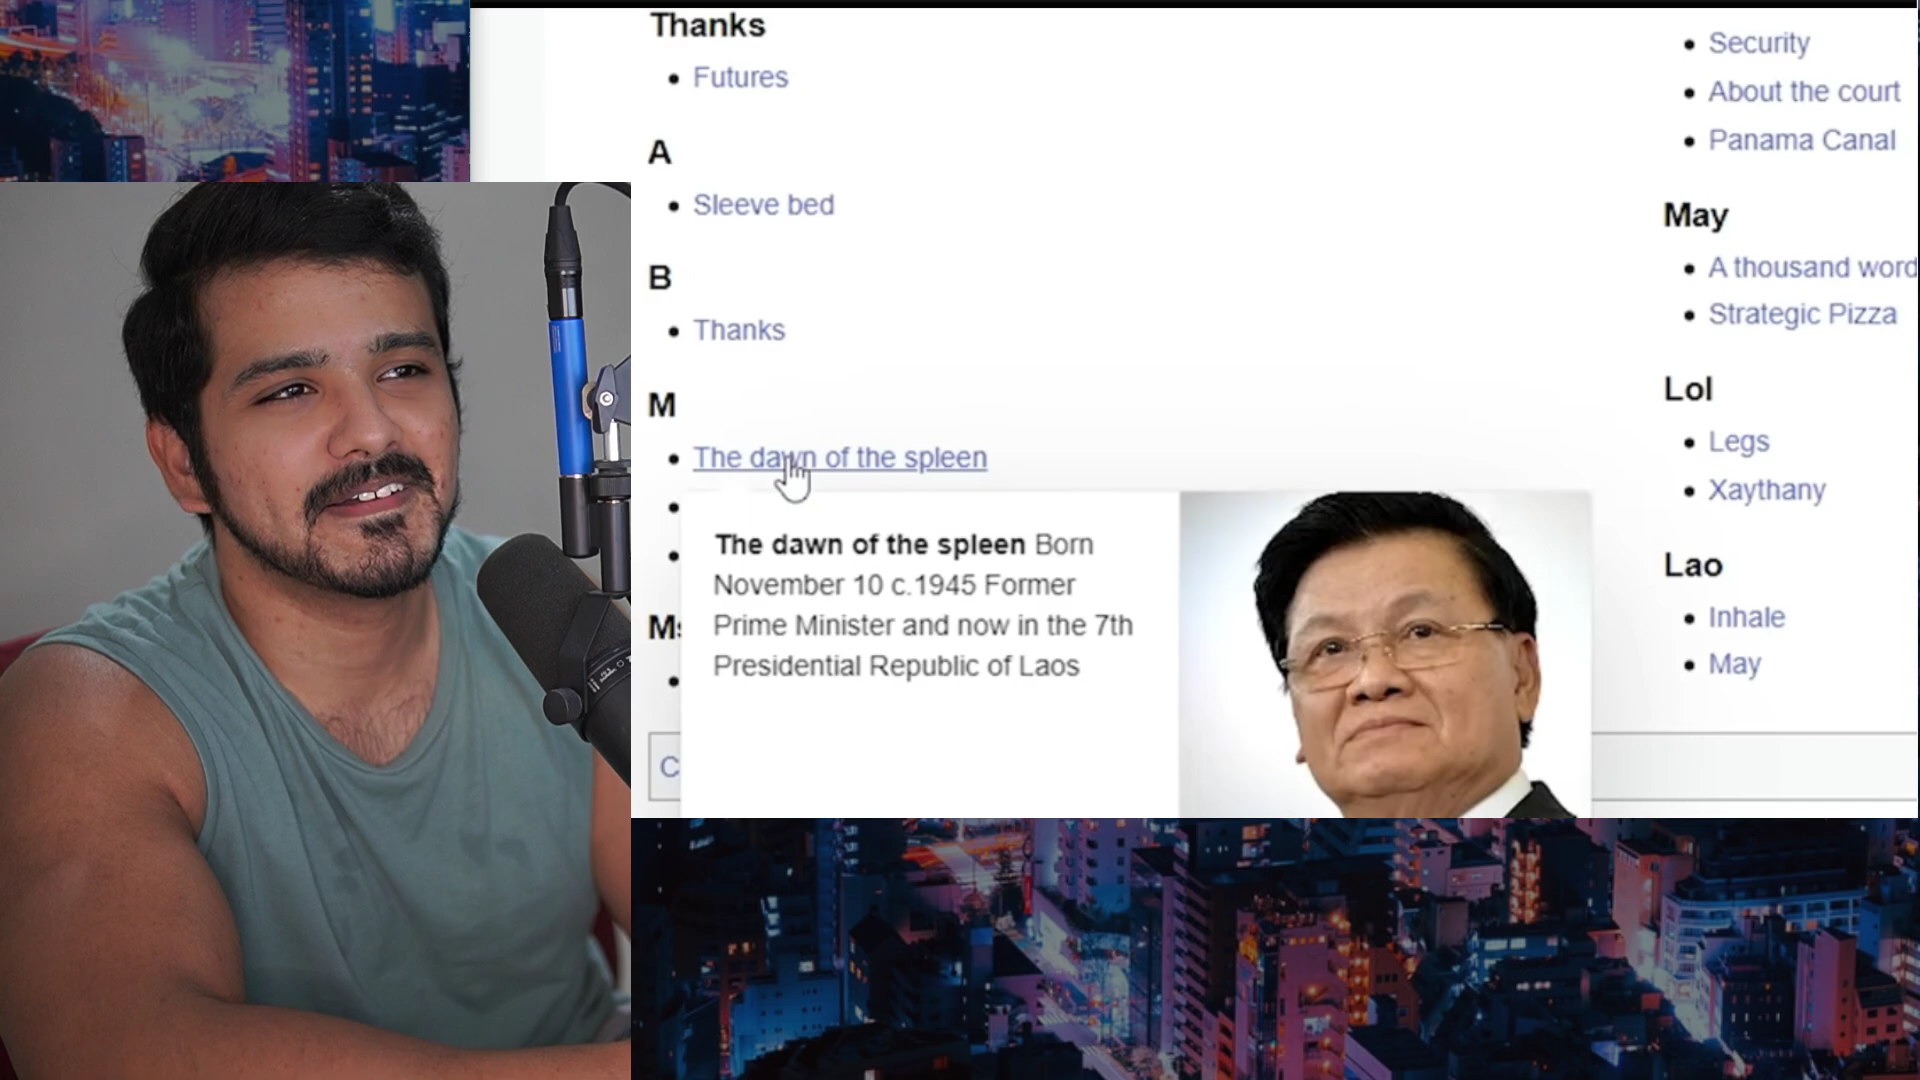 Thanks
Futures
A
Sleeve bed
B
Thanks
M
The dawn of the spleen
The dawn of the spleen Born
November 10 c.1945 Former
Prime Minister and now in the 7th
Presidential Republic of Laos
Security
About the court
Panama Canal
May
A thousand word
Strategic Pizza
Lol
Legs
Xaythany
Lao
Inhale
May